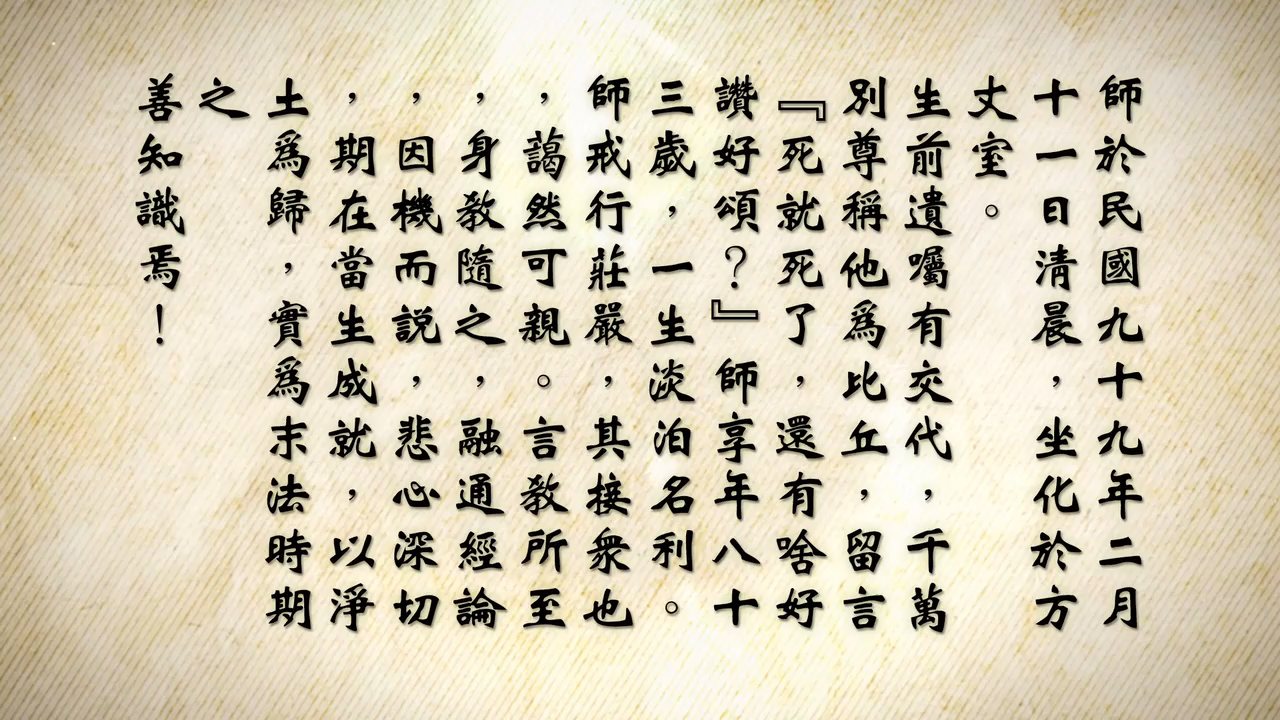 師於民國九十九年二月
十一日清晨，坐化於方
丈室。
生前遺囑有交代，千萬
別尊稱他爲比丘，留言
『死就死了，還有啥好
讚好頌？』師享年八十
三歲，一生淡泊名利。
師戒行莊嚴，其接衆也
，藹然可親。言教所至
，身教隨之，融通經論
，因機而說，悲心深切
，期在當生成就，以淨
土爲歸，實爲末法時期
之
善知識焉！